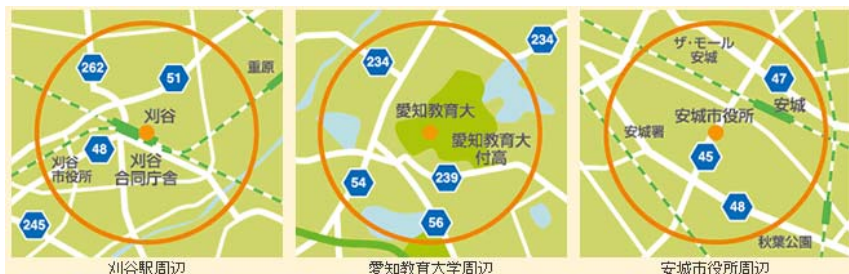 262
51
重原
刈谷
48
刈谷
市役所
刈谷
合同庁舎
245
刈谷駅周辺
234
234
愛知教育大
愛知教育大
付高
54
239
56
愛知教育大学周辺
ザ・モール
安城
47
安城
安城市役所
安城署
45
48
秋葉公園
安城市役所周辺